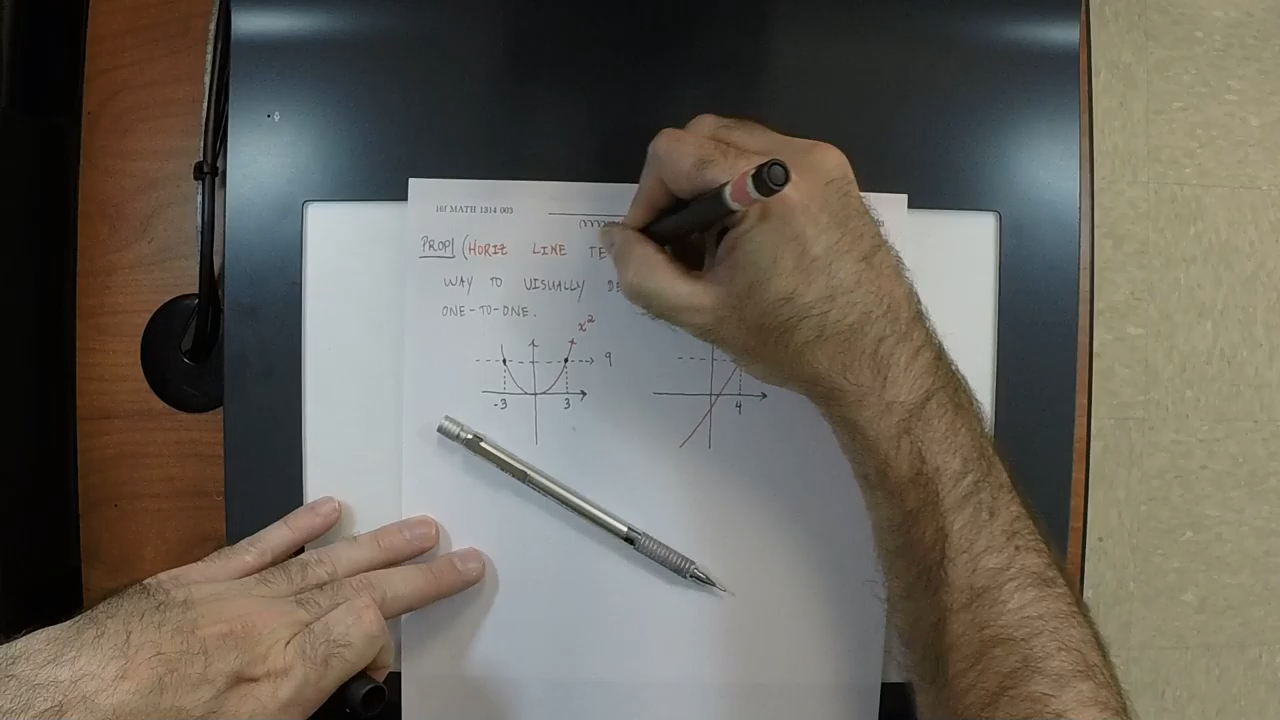 16f MATH 1314 003
PROP (HORIZ LINE TE
WAY TO VISUALLY DE
ONE-TO-ONE.
x²
9
-3 3 4